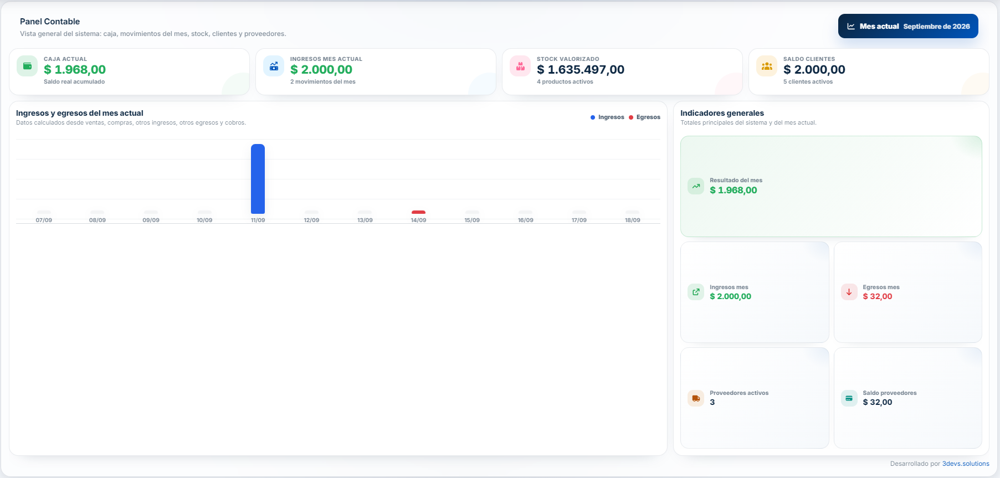 Panel Contable
Vista general del sistema: caja, movimientos del mes, stock, clientes y proveedores.
Mes actual Septiembre de 2026
CAJA ACTUAL
$ 1.968,00
Saldo real acumulado
INGRESOS MES ACTUAL
$ 2.000,00
2 movimientos del mes
STOCK VALORIZADO
$ 1.635.497,00
4 productos activos
SALDO CLIENTES
$ 2.000,00
5 clientes activos
Ingresos y egresos del mes actual
Datos calculados desde ventas, compras, otros ingresos, otros egresos y cobros.
Ingresos Egresos
07/09 08/09 09/09 10/09 11/09 12/09 13/09 14/09 15/09 16/09 17/09 18/09
Indicadores generales
Totales principales del sistema y del mes actual.
Resultado del mes
$ 1.968,00
Ingresos mes
$ 2.000,00
Egresos mes
$ 32,00
Proveedores activos
3
Saldo proveedores
$ 32,00
Desarrollado por 3devs.solutions